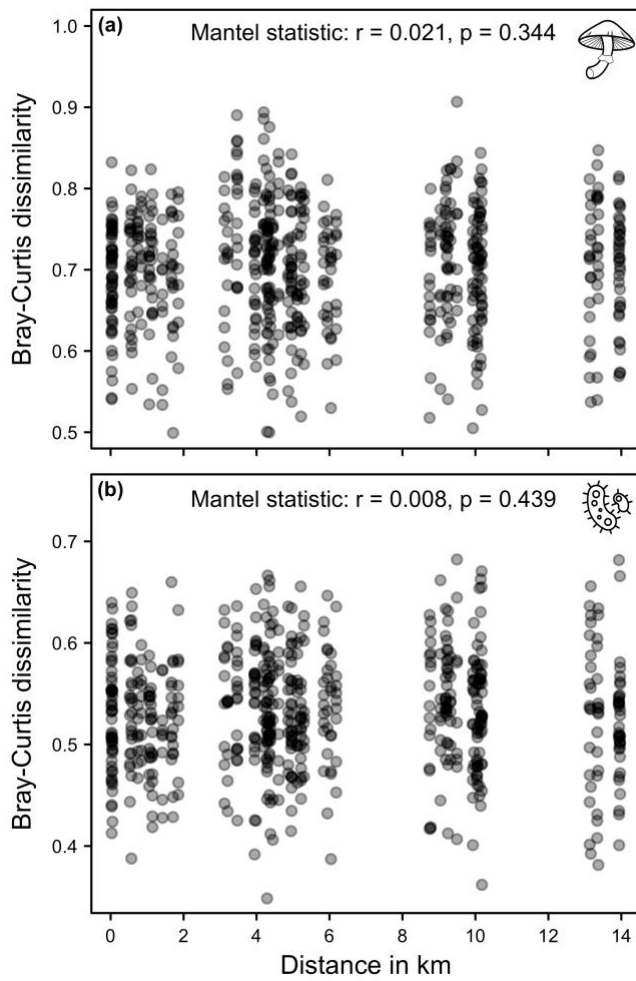 (a) Mantel statistic: r = 0.021, p = 0.344
1.0
0.9
0.8
0.7
0.6
0.5
Bray-Curtis dissimilarity
(b) Mantel statistic: r = 0.008, p = 0.439
0.7
0.6
0.5
0.4
Bray-Curtis dissimilarity
0 2 4 6 8 10 12 14
Distance in km